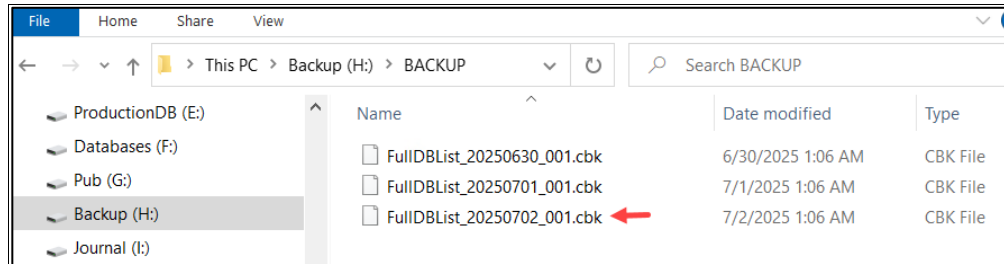 File Home Share View
This PC > Backup (H:) > BACKUP Search BACKUP
ProductionDB (E:)
Databases (F:)
Pub (G:)
Backup (H:)
Journal (I:)
Name Date modified Type
FullDBList_20250630_001.cbk 6/30/2025 1:06 AM CBK File
FullDBList_20250701_001.cbk 7/1/2025 1:06 AM CBK File
FullDBList_20250702_001.cbk 7/2/2025 1:06 AM CBK File